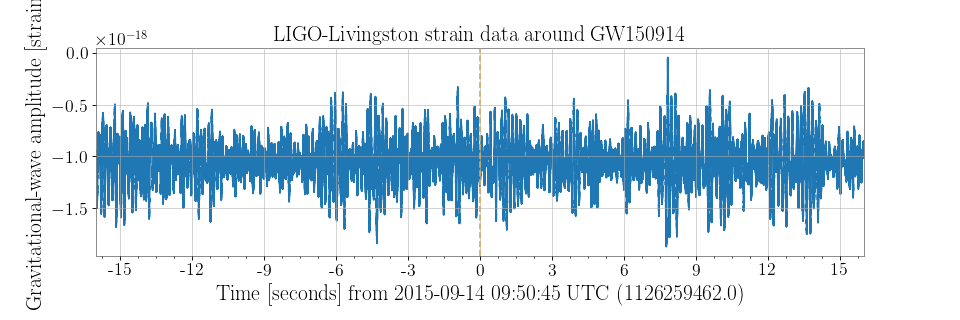 LIGO-Livingston strain data around GW150914
×10⁻¹⁸
0.0
−0.5
−1.0
−1.5
Gravitational-wave amplitude [strain
-15 -12 -9 -6 -3 0 3 6 9 12 15
Time [seconds] from 2015-09-14 09:50:45 UTC (1126259462.0)